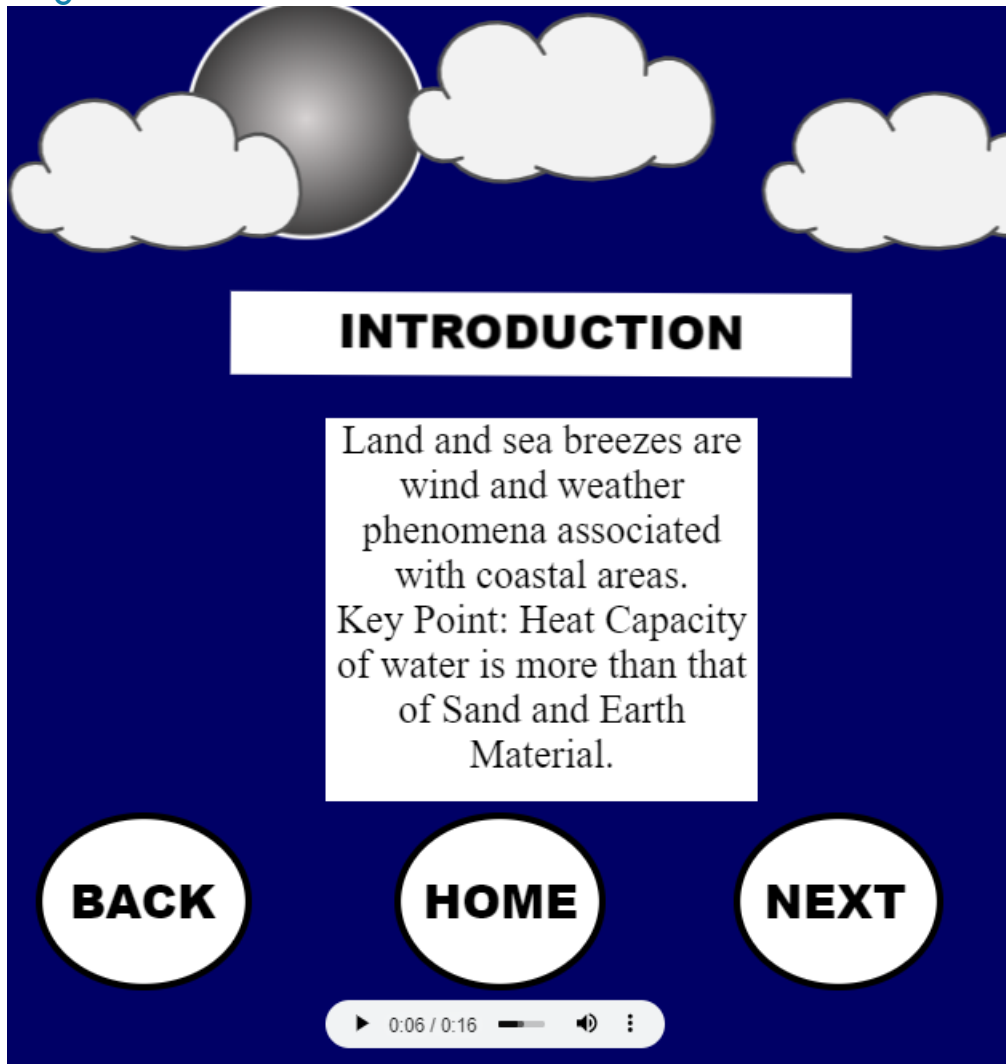 INTRODUCTION
Land and sea breezes are
wind and weather
phenomena associated
with coastal areas.
Key Point: Heat Capacity
of water is more than that
of Sand and Earth
Material.
BACK
HOME
NEXT
0:06 / 0:16